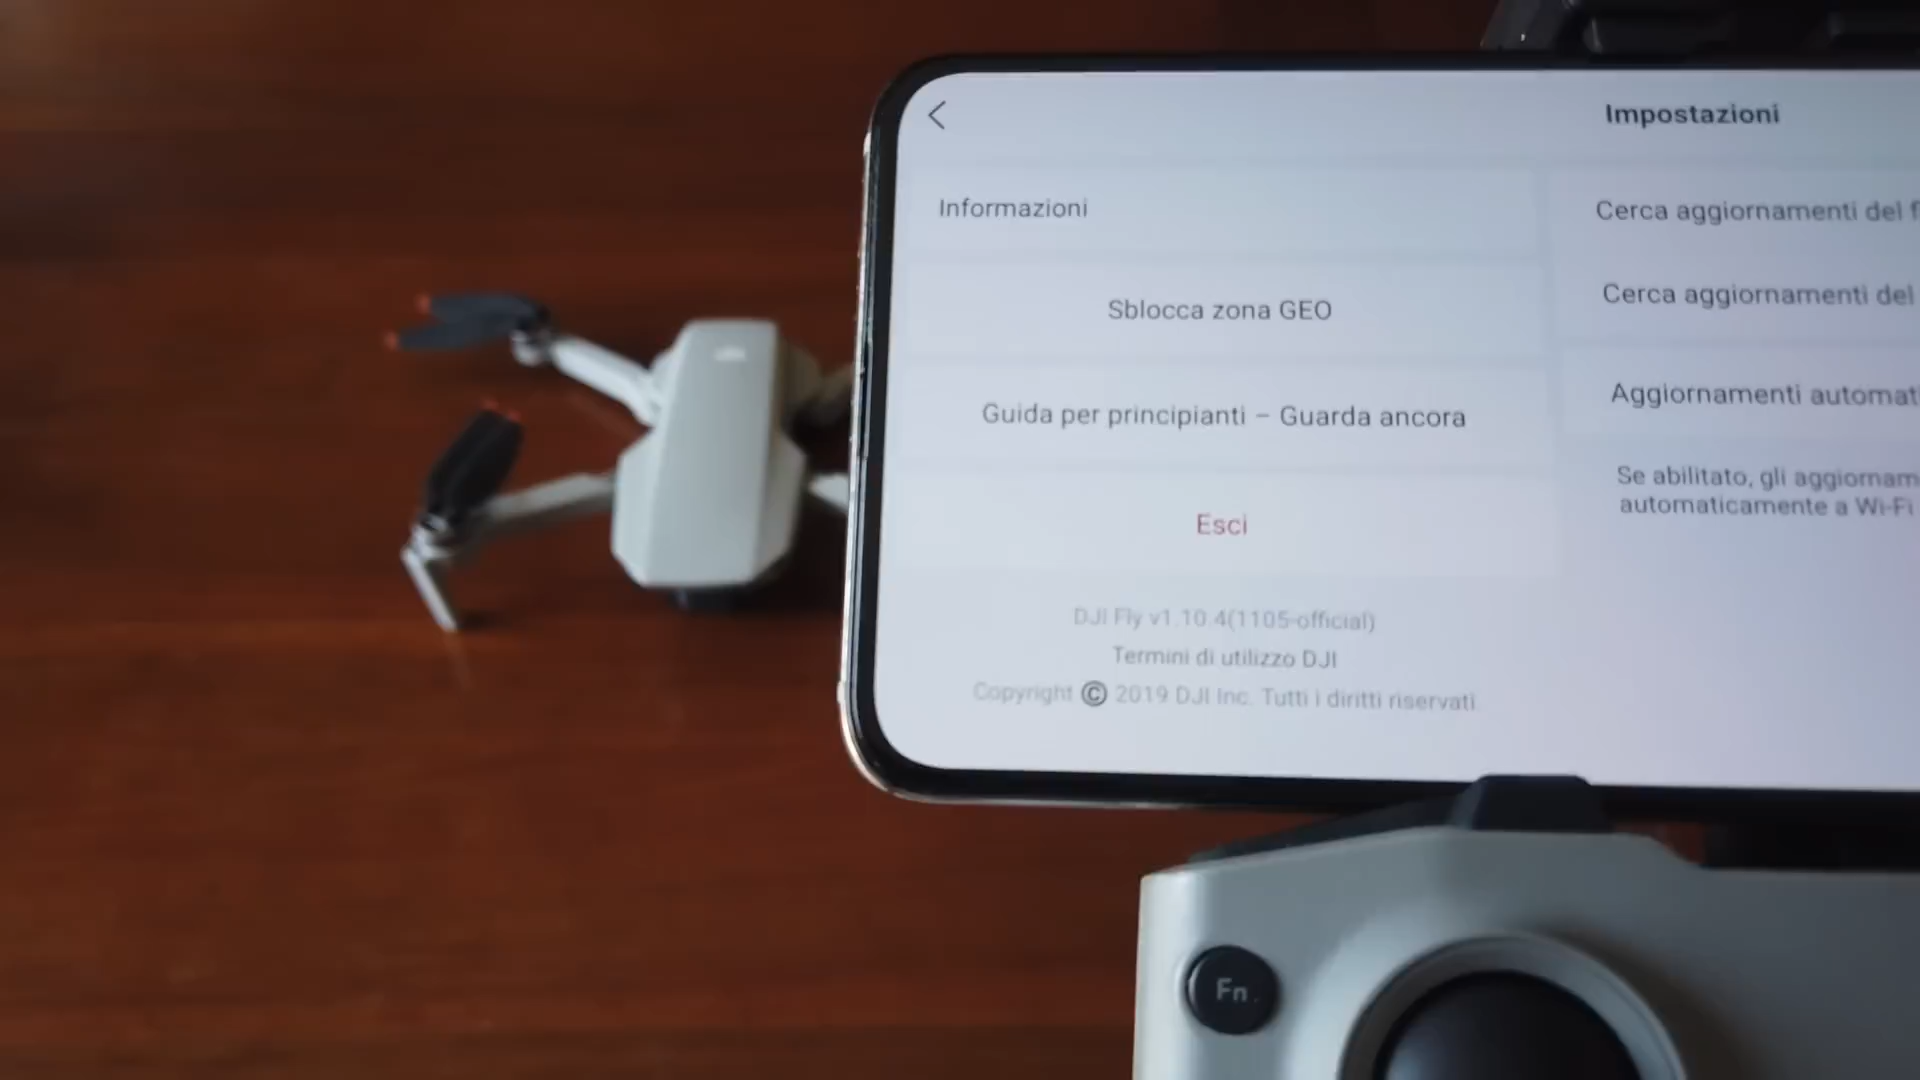 Impostazioni
Informazioni
Sblocca zona GEO
Guida per principianti – Guarda ancora
Esci
DJI Fly v1.10.4(1105-official)
Termini di utilizzo DJI
Copyright © 2019 DJI Inc. Tutti i diritti riservati
Cerca aggiornamenti del f
Cerca aggiornamenti del
Aggiornamenti automat
Se abilitato, gli aggiornam
automaticamente a Wi-Fi
Fn